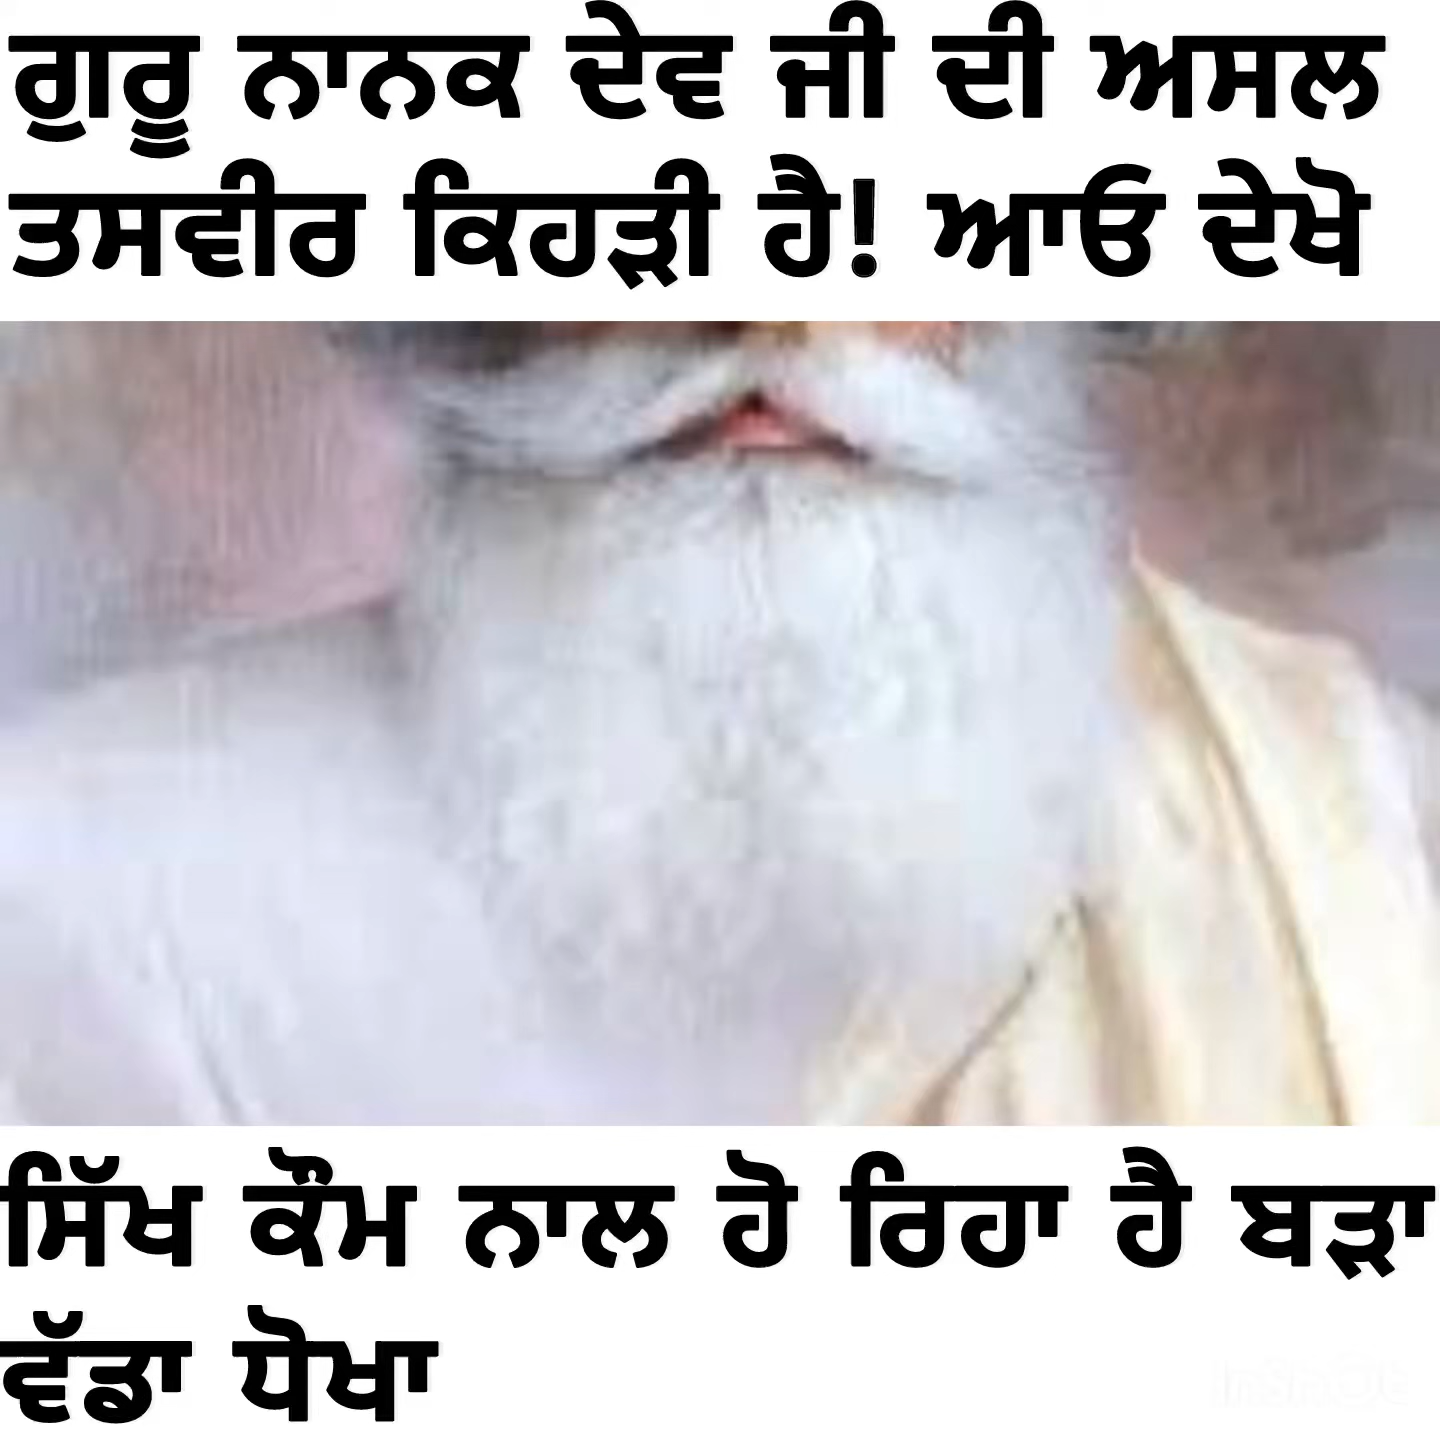 ਗੁਰੂ ਨਾਨਕ ਦੇਵ ਜੀ ਦੀ ਅਸਲ
ਤਸਵੀਰ ਕਿਹੜੀ ਹੈ! ਆਓ ਦੇਖੋ
ਸਿੱਖ ਕੌਮ ਨਾਲ ਹੋ ਰਿਹਾ ਹੈ ਬੜਾ
ਵੱਡਾ ਧੋਖਾ